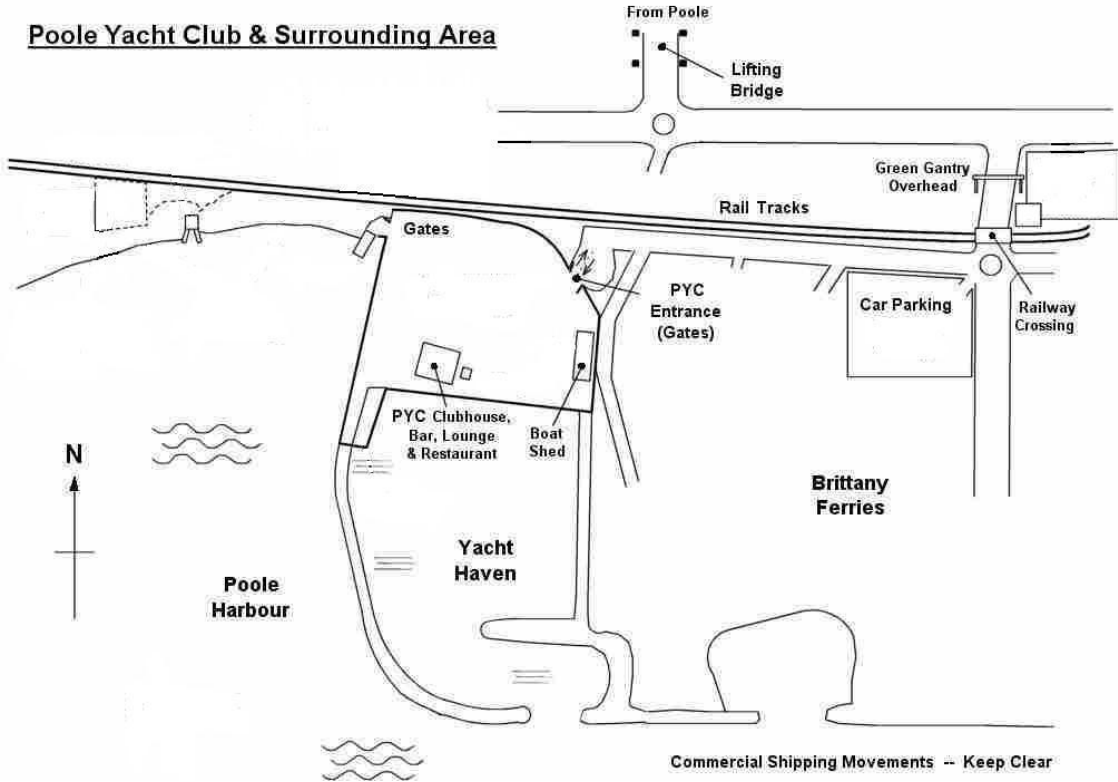 Poole Yacht Club & Surrounding Area
From Poole
Lifting
Bridge
Green Gantry
Overhead
Rail Tracks
Gates
PYC
Entrance
(Gates)
Car Parking
Railway
Crossing
PYC Clubhouse,
Bar, Lounge
& Restaurant
Boat
Shed
N
Brittany
Ferries
Yacht
Haven
Poole
Harbour
Commercial Shipping Movements -- Keep Clear